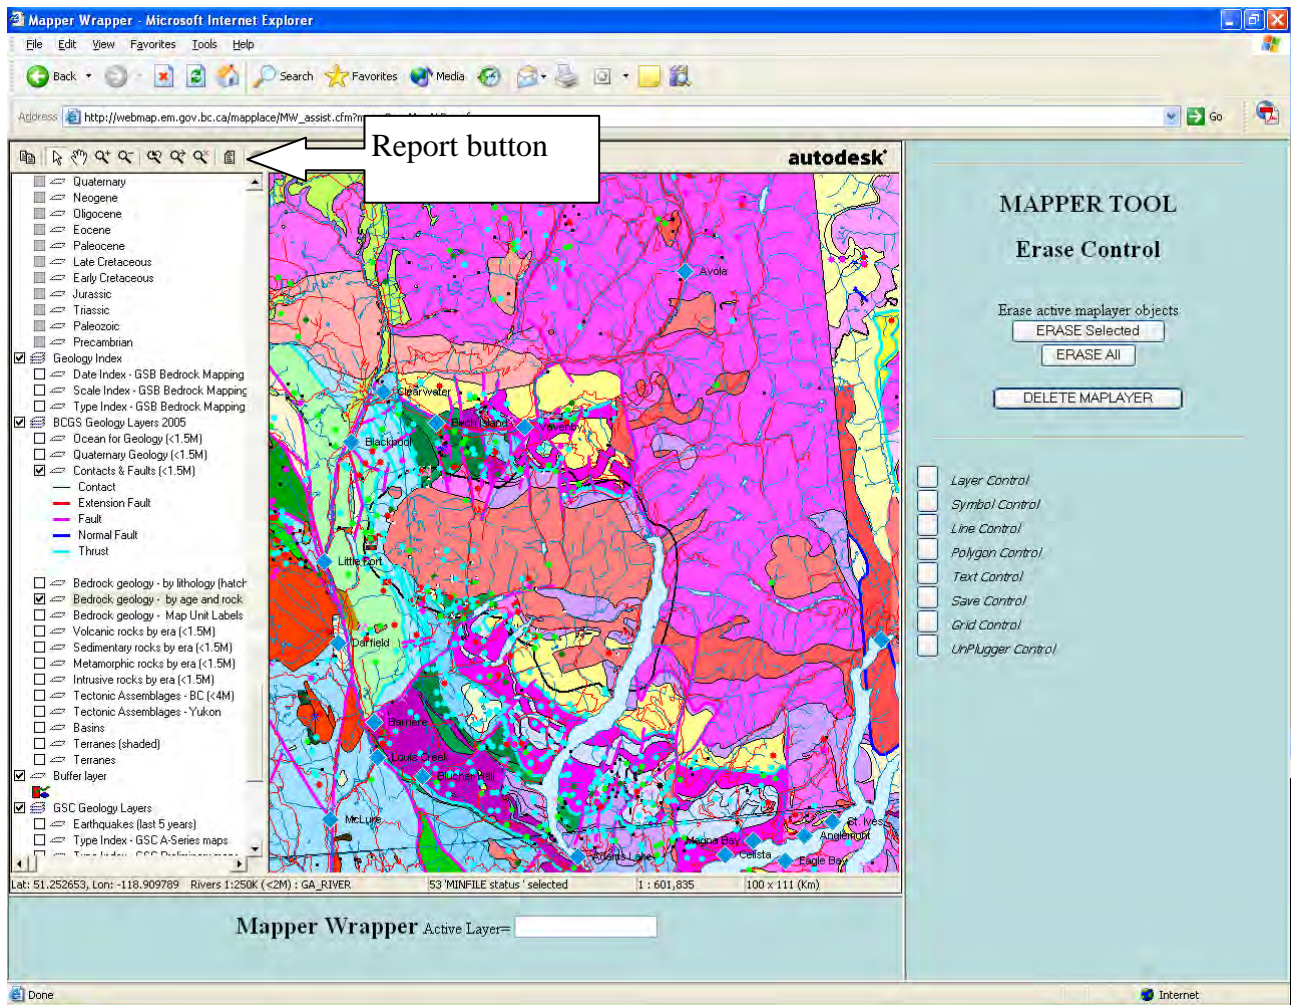 Mapper Wrapper - Microsoft Internet Explorer
File Edit View Favorites Tools Help
Back Search Favorites Media
Address http://webmap.em.gov.bc.ca/mapplace/MW_assist.cfm?m
Go
Report button
autodesk
Quaternary
Neogene
Oligocene
Eocene
Paleocene
Late Cretaceous
Early Cretaceous
Jurassic
Triassic
Paleozoic
Precambrian
Geology Index
Date Index - GSB Bedrock Mapping
Scale Index - GSB Bedrock Mapping
Type Index - GSB Bedrock Mapping
BCGS Geology Layers 2005
Ocean for Geology (<1.5M)
Quaternary Geology (<1.5M)
Contacts & Faults (<1.5M)
Contact
Extension Fault
Fault
Normal Fault
Thrust
Bedrock geology - by lithology (hatch
Bedrock geology - by age and rock
Bedrock geology - Map Unit Labels
Volcanic rocks by era (<1.5M)
Sedimentary rocks by era (<1.5M)
Metamorphic rocks by era (<1.5M)
Intrusive rocks by era (<1.5M)
Tectonic Assemblages - BC (<4M)
Tectonic Assemblages - Yukon
Basins
Terranes (shaded)
Terranes
Buffer layer
GSC Geology Layers
Earthquakes (last 5 years)
Type Index - GSC A-Series maps
Avola
Clearwater
Birch Island
Vavenby
Blackpool
Little Fort
Darfield
Barriere
Louis Creek
Blucher Hall
McLure
Adams Lake
Magna Bay
Celista
Eagle Bay
Anglemont
St. Ives
Lat: 51.252653, Lon: -118.909789 Rivers 1:250K (<2M) : GA_RIVER 53 'MINFILE status ' selected 1 : 601,835 100 x 111 (Km)
MAPPER TOOL
Erase Control
Erase active maplayer objects
ERASE Selected
ERASE All
DELETE MAPLAYER
Layer Control
Symbol Control
Line Control
Polygon Control
Text Control
Save Control
Grid Control
UnPlugger Control
Mapper Wrapper Active Layer=
Done Internet